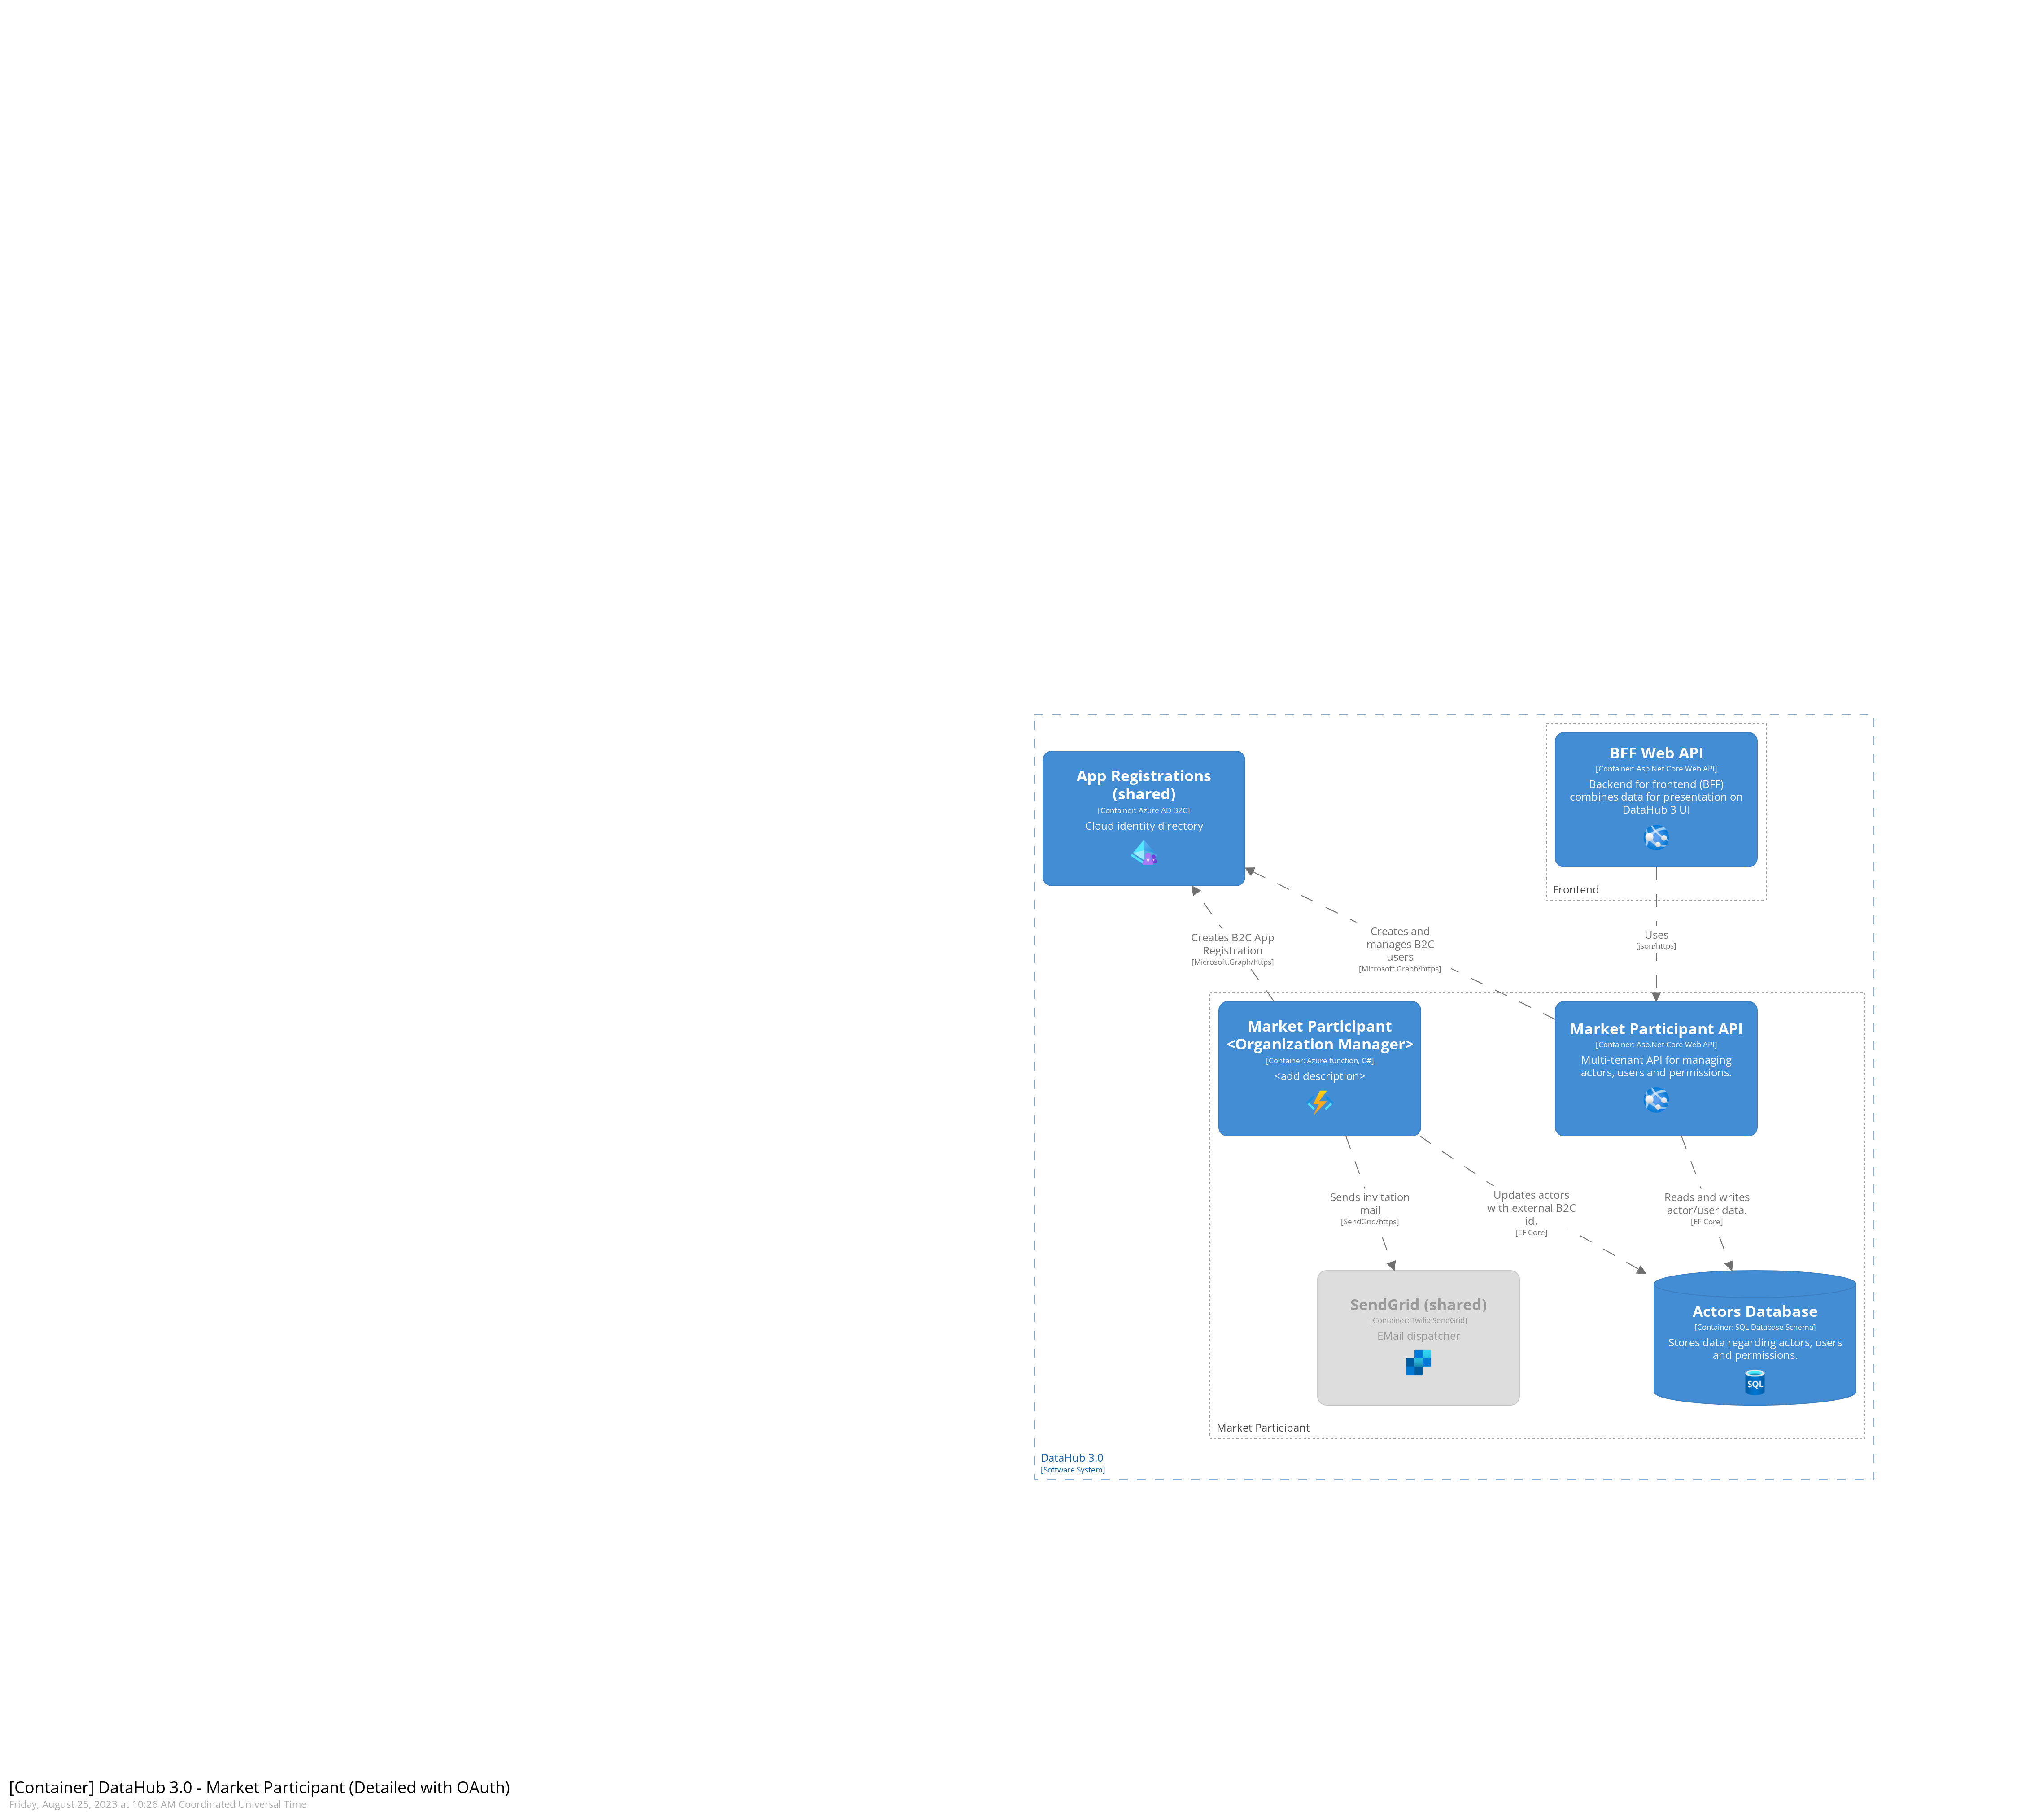 App Registrations
(shared)
[Container: Azure AD B2C]
Cloud identity directory
BFF Web API
[Container: Asp.Net Core Web API]
Backend for frontend (BFF)
combines data for presentation on
DataHub 3 UI
Frontend
Creates B2C App
Registration
[Microsoft.Graph/https]
Creates and
manages B2C
users
[Microsoft.Graph/https]
Uses
[json/https]
Market Participant
<Organization Manager>
[Container: Azure function, C#]
<add description>
Market Participant API
[Container: Asp.Net Core Web API]
Multi-tenant API for managing
actors, users and permissions.
Sends invitation
mail
[SendGrid/https]
Updates actors
with external B2C
id.
[EF Core]
Reads and writes
actor/user data.
[EF Core]
SendGrid (shared)
[Container: Twilio SendGrid]
EMail dispatcher
Actors Database
[Container: SQL Database Schema]
Stores data regarding actors, users
and permissions.
SQL
Market Participant
DataHub 3.0
[Software System]
[Container] DataHub 3.0 - Market Participant (Detailed with OAuth)
Friday, August 25, 2023 at 10:26 AM Coordinated Universal Time